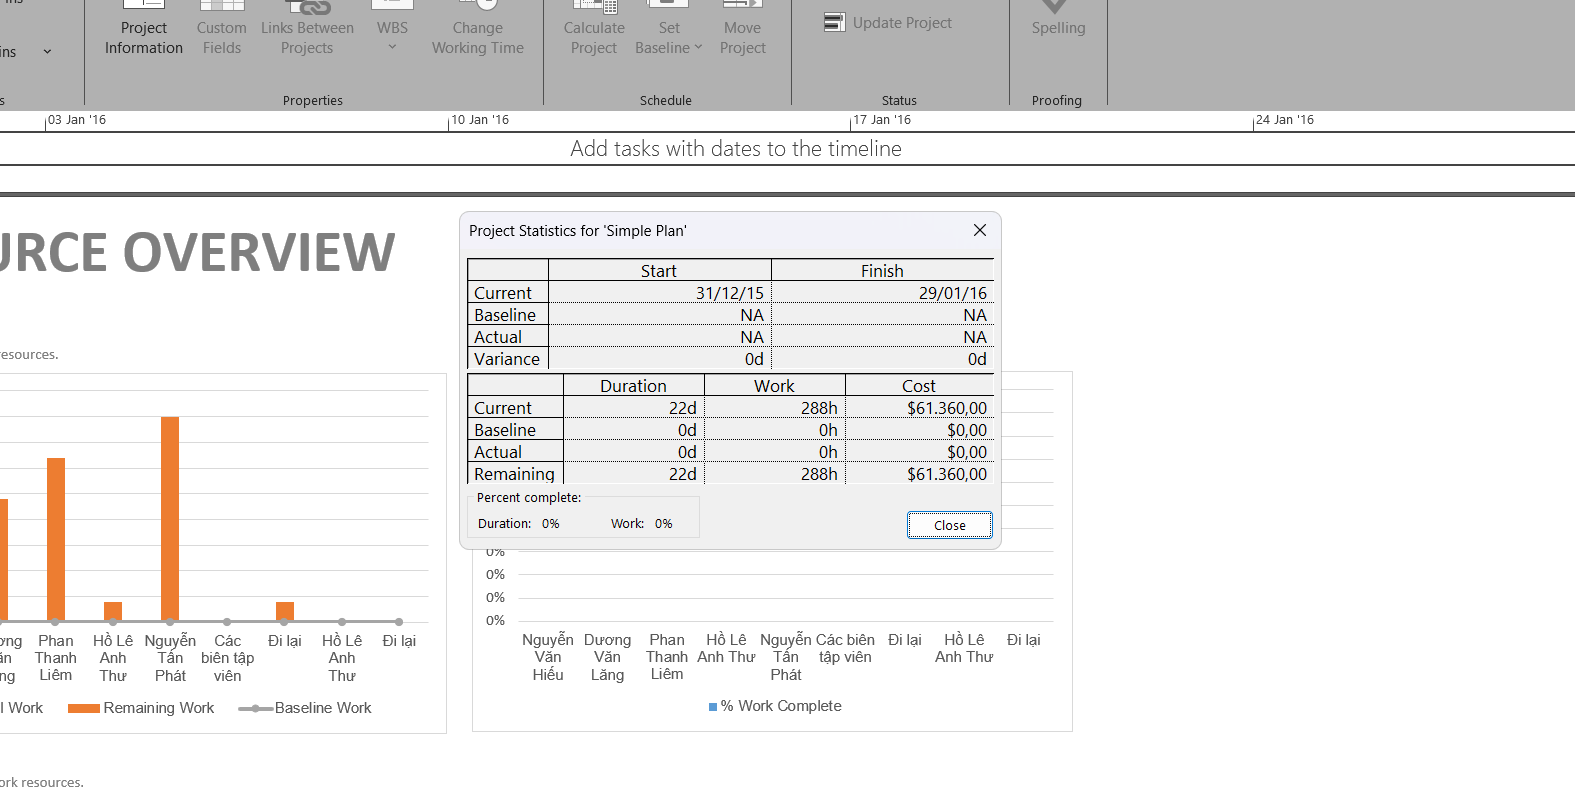 ins
Project Information
Custom Fields
Links Between Projects
WBS
Change Working Time
Calculate Project
Set Baseline
Move Project
Update Project
Spelling
Properties
Schedule
Status
Proofing
03 Jan '16
10 Jan '16
17 Jan '16
24 Jan '16
Add tasks with dates to the timeline
URCE OVERVIEW
esources.
Project Statistics for 'Simple Plan'
Start Finish
Current 31/12/15 29/01/16
Baseline NA NA
Actual NA NA
Variance 0d 0d
Duration Work Cost
Current 22d 288h $61.360,00
Baseline 0d 0h $0,00
Actual 0d 0h $0,00
Remaining 22d 288h $61.360,00
Percent complete:
Duration: 0% Work: 0%
Close
Phan Thanh Liêm
Hồ Lê Anh Thư
Nguyễn Tấn Phát
Các biên tập viên
Đi lại
Hồ Lê Anh Thư
Đi lại
l Work
Remaining Work
Baseline Work
0%
0%
0%
0%
Nguyễn Văn Hiếu
Dương Văn Lăng
Phan Thanh Liêm
Hồ Lê Anh Thư
Nguyễn Tấn Phát
Các biên tập viên
Đi lại
Hồ Lê Anh Thư
Đi lại
% Work Complete
ork resources.